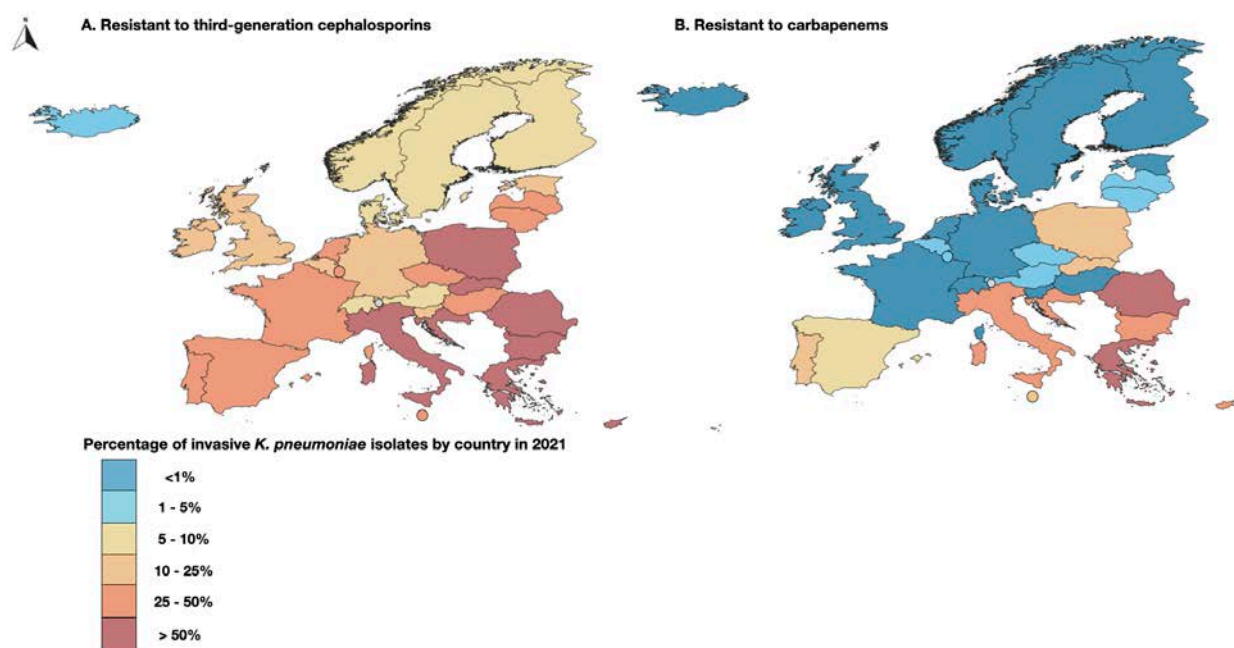 N
A. Resistant to third-generation cephalosporins
B. Resistant to carbapenems
Percentage of invasive K. pneumoniae isolates by country in 2021
<1%
1 - 5%
5 - 10%
10 - 25%
25 - 50%
> 50%